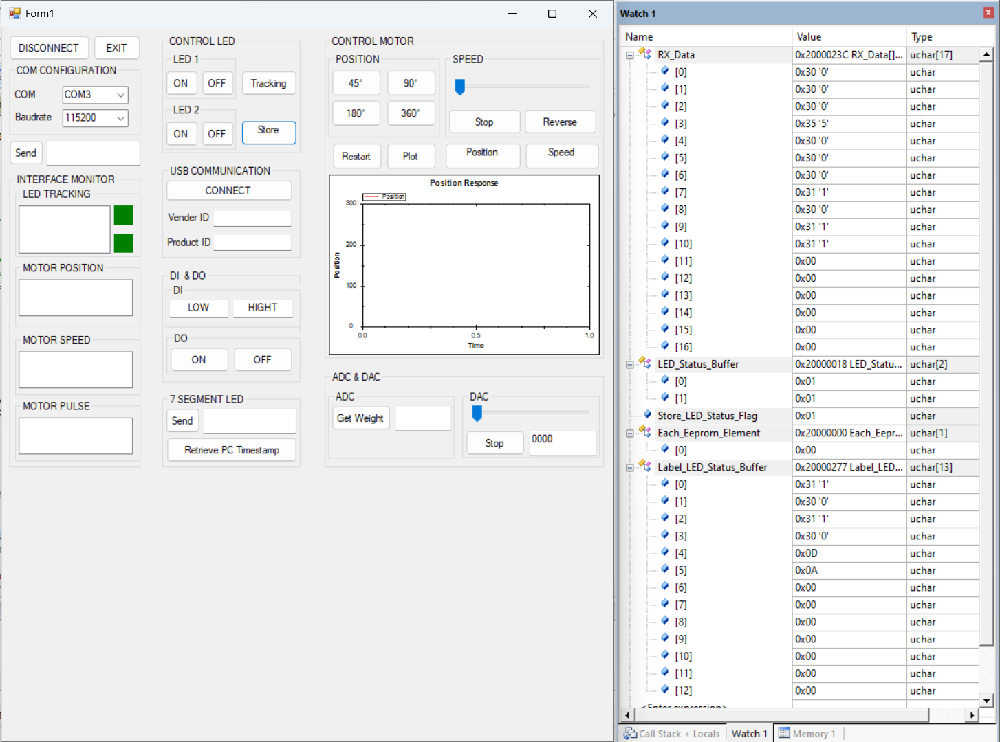 Form1
DISCONNECT
EXIT
COM CONFIGURATION
COM
COM3
Baudrate
115200
Send
INTERFACE MONITOR
LED TRACKING
MOTOR POSITION
MOTOR SPEED
MOTOR PULSE
CONTROL LED
LED 1
ON
OFF
Tracking
LED 2
ON
OFF
Store
USB COMMUNICATION
CONNECT
Vender ID
Product ID
DI & DO
DI
LOW
HIGHT
DO
ON
OFF
7 SEGMENT LED
Send
Retrieve PC Timestamp
CONTROL MOTOR
POSITION
45°
90°
180°
360°
SPEED
Stop
Reverse
Restart
Plot
Position
Speed
Position Response
Position
300
200
100
0
Position
0.0
0.5
1.0
Time
ADC & DAC
ADC
Get Weight
DAC
Stop
0000
Watch 1
Name Value Type
RX_Data 0x2000023C RX_Data[]... uchar[17]
[0] 0x30 '0' uchar
[1] 0x30 '0' uchar
[2] 0x30 '0' uchar
[3] 0x35 '5' uchar
[4] 0x30 '0' uchar
[5] 0x30 '0' uchar
[6] 0x30 '0' uchar
[7] 0x31 '1' uchar
[8] 0x30 '0' uchar
[9] 0x31 '1' uchar
[10] 0x31 '1' uchar
[11] 0x00 uchar
[12] 0x00 uchar
[13] 0x00 uchar
[14] 0x00 uchar
[15] 0x00 uchar
[16] 0x00 uchar
LED_Status_Buffer 0x20000018 LED_Statu... uchar[2]
[0] 0x01 uchar
[1] 0x01 uchar
Store_LED_Status_Flag 0x01 uchar
Each_Eeprom_Element 0x20000000 Each_Eepr... uchar[1]
[0] 0x00 uchar
Label_LED_Status_Buffer 0x20000277 Label_LED... uchar[13]
[0] 0x31 '1' uchar
[1] 0x30 '0' uchar
[2] 0x31 '1' uchar
[3] 0x30 '0' uchar
[4] 0x0D uchar
[5] 0x0A uchar
[6] 0x00 uchar
[7] 0x00 uchar
[8] 0x00 uchar
[9] 0x00 uchar
[10] 0x00 uchar
[11] 0x00 uchar
[12] 0x00 uchar
<Enter expression>
Call Stack + Locals
Watch 1
Memory 1